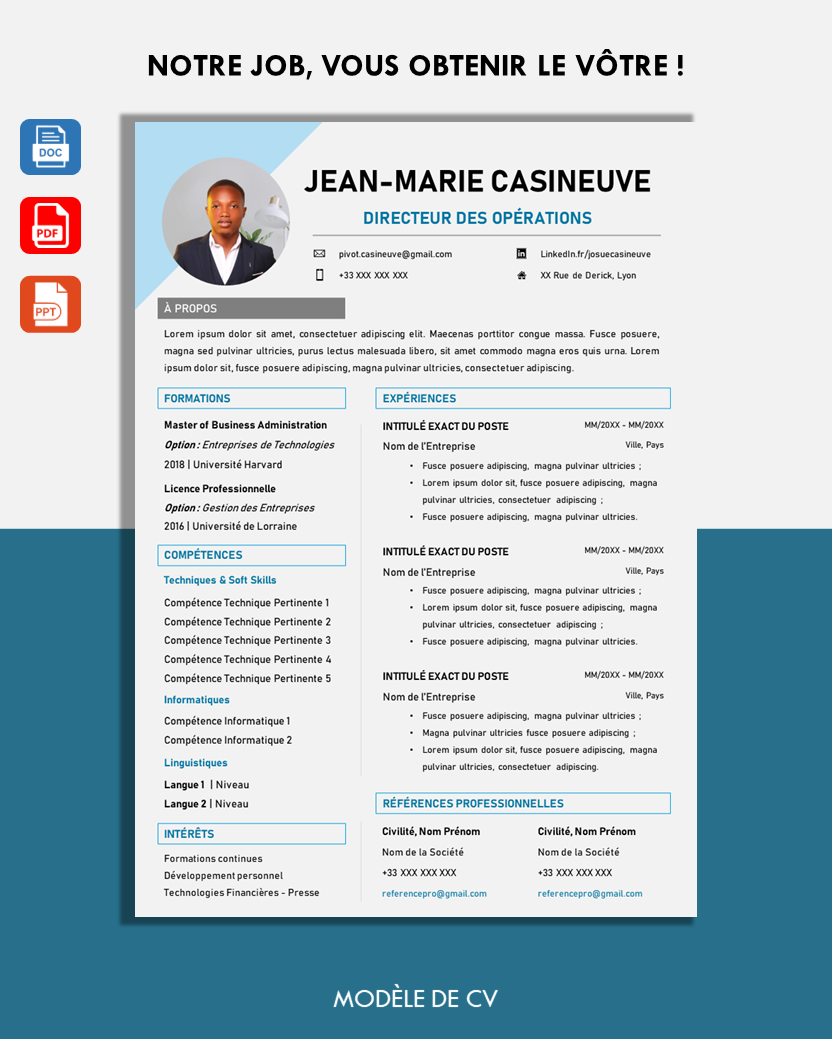 NOTRE JOB, VOUS OBTENIR LE VÔTRE !
DOC
PDF
PPT
JEAN-MARIE CASINEUVE
DIRECTEUR DES OPÉRATIONS
pivot.casineuve@gmail.com
LinkedIn.fr/josuecasineuve
+33 XXX XXX XXX
XX Rue de Derick, Lyon
À PROPOS
Lorem ipsum dolor sit amet, consectetuer adipiscing elit. Maecenas porttitor congue massa. Fusce posuere,
magna sed pulvinar ultricies, purus lectus malesuada libero, sit amet commodo magna eros quis urna. Lorem
ipsum dolor sit, fusce posuere adipiscing, magna pulvinar ultricies, consectetuer adipiscing.
FORMATIONS
Master of Business Administration
Option : Entreprises de Technologies
2018 | Université Harvard
Licence Professionnelle
Option : Gestion des Entreprises
2016 | Université de Lorraine
COMPÉTENCES
Techniques & Soft Skills
Compétence Technique Pertinente 1
Compétence Technique Pertinente 2
Compétence Technique Pertinente 3
Compétence Technique Pertinente 4
Compétence Technique Pertinente 5
Informatiques
Compétence Informatique 1
Compétence Informatique 2
Linguistiques
Langue 1 | Niveau
Langue 2 | Niveau
INTÉRÊTS
Formations continues
Développement personnel
Technologies Financières - Presse
EXPÉRIENCES
INTITULÉ EXACT DU POSTE MM/20XX - MM/20XX
Nom de l'Entreprise Ville, Pays
• Fusce posuere adipiscing, magna pulvinar ultricies ;
• Lorem ipsum dolor sit, fusce posuere adipiscing, magna
pulvinar ultricies, consectetuer adipiscing ;
• Fusce posuere adipiscing, magna pulvinar ultricies.
INTITULÉ EXACT DU POSTE MM/20XX - MM/20XX
Nom de l'Entreprise Ville, Pays
• Fusce posuere adipiscing, magna pulvinar ultricies ;
• Lorem ipsum dolor sit, fusce posuere adipiscing, magna
pulvinar ultricies, consectetuer adipiscing ;
• Fusce posuere adipiscing, magna pulvinar ultricies.
INTITULÉ EXACT DU POSTE MM/20XX - MM/20XX
Nom de l'Entreprise Ville, Pays
• Fusce posuere adipiscing, magna pulvinar ultricies ;
• Magna pulvinar ultricies fusce posuere adipiscing ;
• Lorem ipsum dolor sit, fusce posuere adipiscing, magna
pulvinar ultricies, consectetuer adipiscing.
RÉFÉRENCES PROFESSIONNELLES
Civilité, Nom Prénom Civilité, Nom Prénom
Nom de la Société Nom de la Société
+33 XXX XXX XXX +33 XXX XXX XXX
referencepro@gmail.com referencepro@gmail.com
MODÈLE DE CV